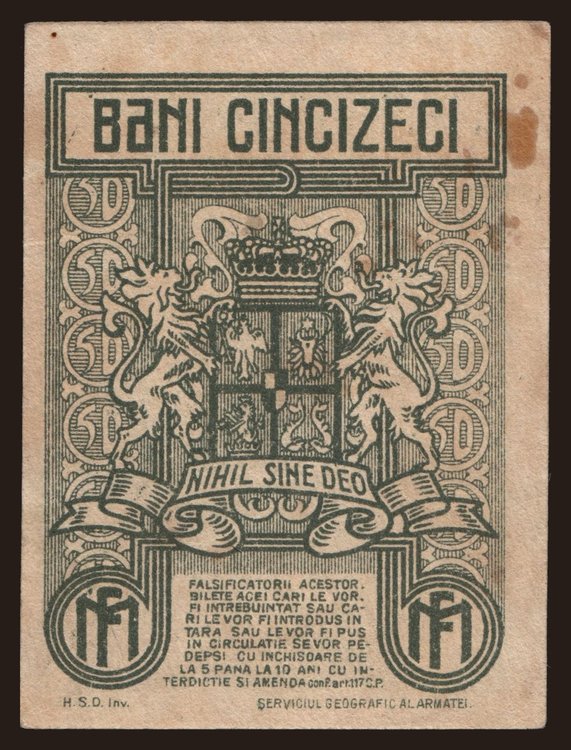 BANI CINCIZECI
50 50
50 50
50 50
50 50
50 50
NIHIL SINE DEO
FALSIFICATORII ACESTOR.
BILETE ACEI CARI LE VOR.
FI INTREBUINTAT SAU CA-
RI LE VOR FI INTRODUS IN
TARA SAU LE VOR FI PUS
IN CIRCULATIE SE VOR PE-
DEPSI CU INCHISOARE DE
LA 5 PANA LA 10 ANI CU IN-
TERDICTIE SI AMENDA conf. art.117 C.P.
MF MF
H.S.D. Inv. ŞERVICIUL GEOGRAFIC AL ARMATEI.